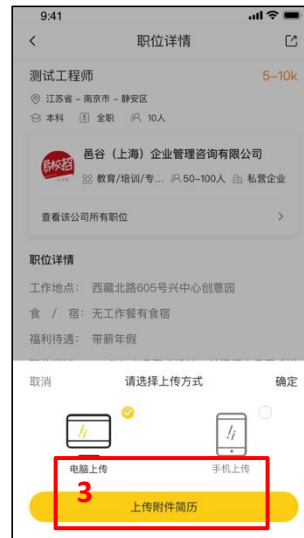 9:41
职位详情
测试工程师
5-10k
江苏省 - 南京市 - 静安区
本科 全职 10人
易校招
邑谷（上海）企业管理咨询有限公司
教育/培训/专... 50-100人 私营企业
查看该公司所有职位
职位详情
工作地点： 西藏北路605号兴中心创意园
食 / 宿： 无工作餐有食宿
福利待遇： 带薪年假
取消 请选择上传方式 确定
电脑上传 手机上传
3
上传附件简历